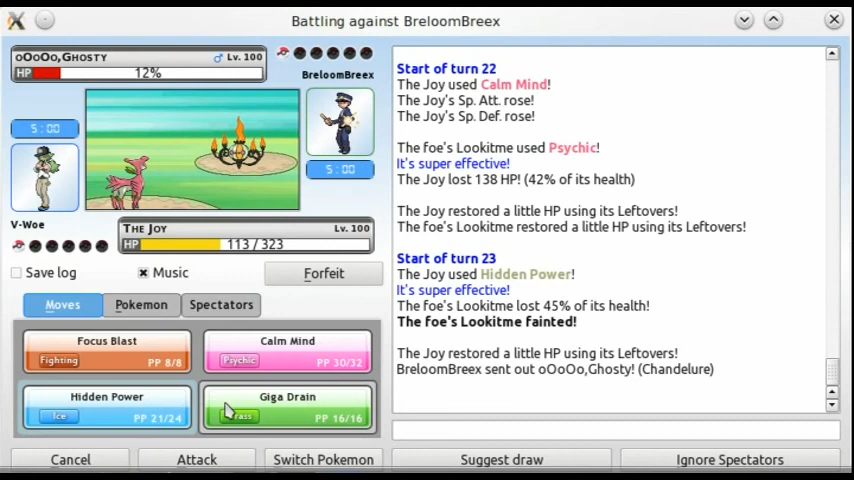 Battling against BreloomBreex
oOoOo,Ghosty ♂ Lv. 100
HP 12%
BreloomBreex
5 : 00
5 : 00
V-Woe
The Joy Lv. 100
HP 113 / 323
Save log
Music
Forfeit
Moves
Pokemon
Spectators
Focus Blast
Fighting PP 8/8
Calm Mind
Psychic PP 30/32
Hidden Power
Ice PP 21/24
Giga Drain
PP 16/16
Cancel
Attack
Switch Pokemon
Start of turn 22
The Joy used Calm Mind!
The Joy's Sp. Att. rose!
The Joy's Sp. Def. rose!
The foe's Lookitme used Psychic!
It's super effective!
The Joy lost 138 HP! (42% of its health)
The Joy restored a little HP using its Leftovers!
The foe's Lookitme restored a little HP using its Leftovers!
Start of turn 23
The Joy used Hidden Power!
It's super effective!
The foe's Lookitme lost 45% of its health!
The foe's Lookitme fainted!
The Joy restored a little HP using its Leftovers!
BreloomBreex sent out oOoOo,Ghosty! (Chandelure)
Suggest draw
Ignore Spectators